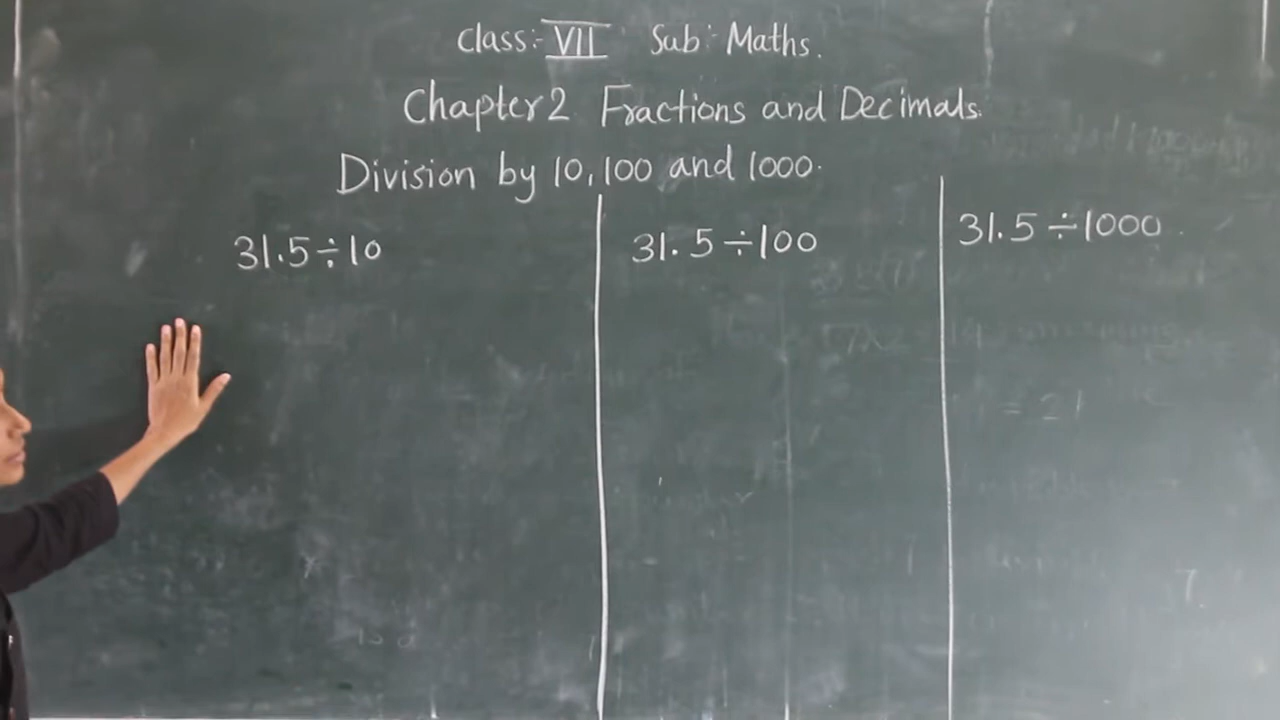 Class:- VII Sub: Maths.
Chapter 2 Fractions and Decimals.
Division by 10, 100 and 1000.
31.5÷10
31.5÷100
31.5÷1000
= 21